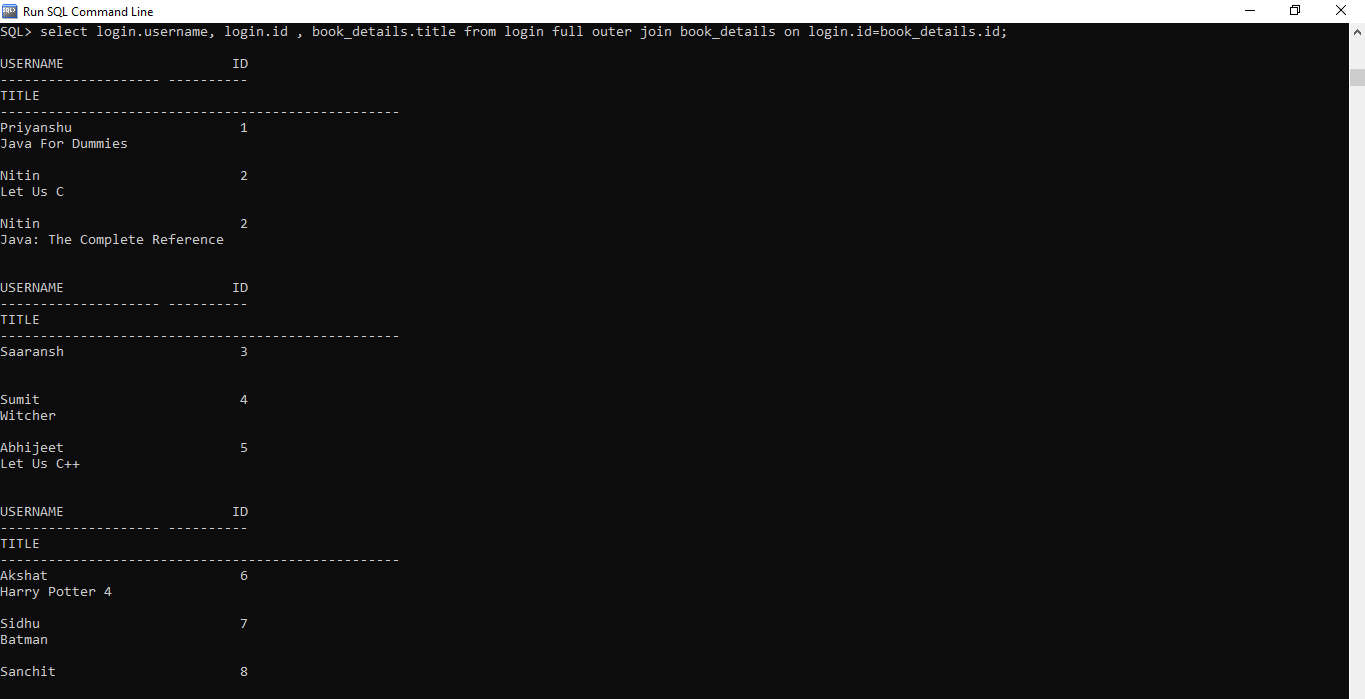 Run SQL Command Line
SQL> select login.username, login.id , book_details.title from login full outer join book_details on login.id=book_details.id;
USERNAME                     ID
-------------------- ----------
TITLE
--------------------------------------------------
Priyanshu                     1
Java For Dummies
Nitin                         2
Let Us C
Nitin                         2
Java: The Complete Reference
USERNAME                     ID
-------------------- ----------
TITLE
--------------------------------------------------
Saaransh                      3
Sumit                         4
Witcher
Abhijeet                      5
Let Us C++
USERNAME                     ID
-------------------- ----------
TITLE
--------------------------------------------------
Akshat                        6
Harry Potter 4
Sidhu                         7
Batman
Sanchit                       8